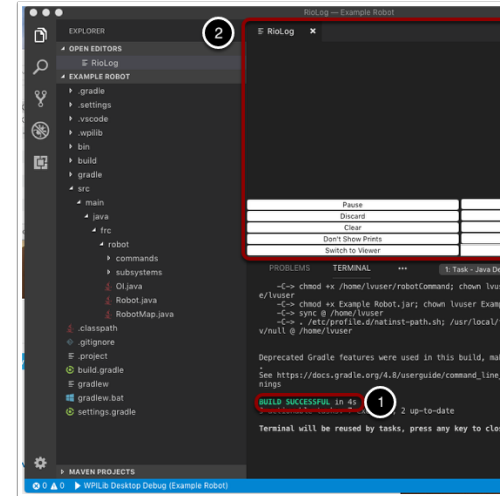 RioLog — Example Robot
EXPLORER
2
RioLog
OPEN EDITORS
RioLog
EXAMPLE ROBOT
.gradle
.settings
.vscode
.wpilib
bin
build
gradle
src
main
java
frc
robot
commands
subsystems
OI.java
Robot.java
RobotMap.java
.classpath
.gitignore
.project
build.gradle
gradlew
gradlew.bat
settings.gradle
MAVEN PROJECTS
Pause
Discard
Clear
Don't Show Prints
Switch to Viewer
PROBLEMS TERMINAL ••• 1: Task - Java De
-C-> chmod +x /home/lvuser/robotCommand; chown lvus
e/lvuser
-C-> chmod +x Example Robot.jar; chown lvuser Examp
-C-> sync @ /home/lvuser
-C-> . /etc/profile.d/natinst-path.sh; /usr/local/
v/null @ /home/lvuser
Deprecated Gradle features were used in this build, mak
.
See https://docs.gradle.org/4.8/userguide/command_line_
nings
BUILD SUCCESSFUL in 4s
1
2 up-to-date
Terminal will be reused by tasks, press any key to clos
0 0 WPILib Desktop Debug (Example Robot)